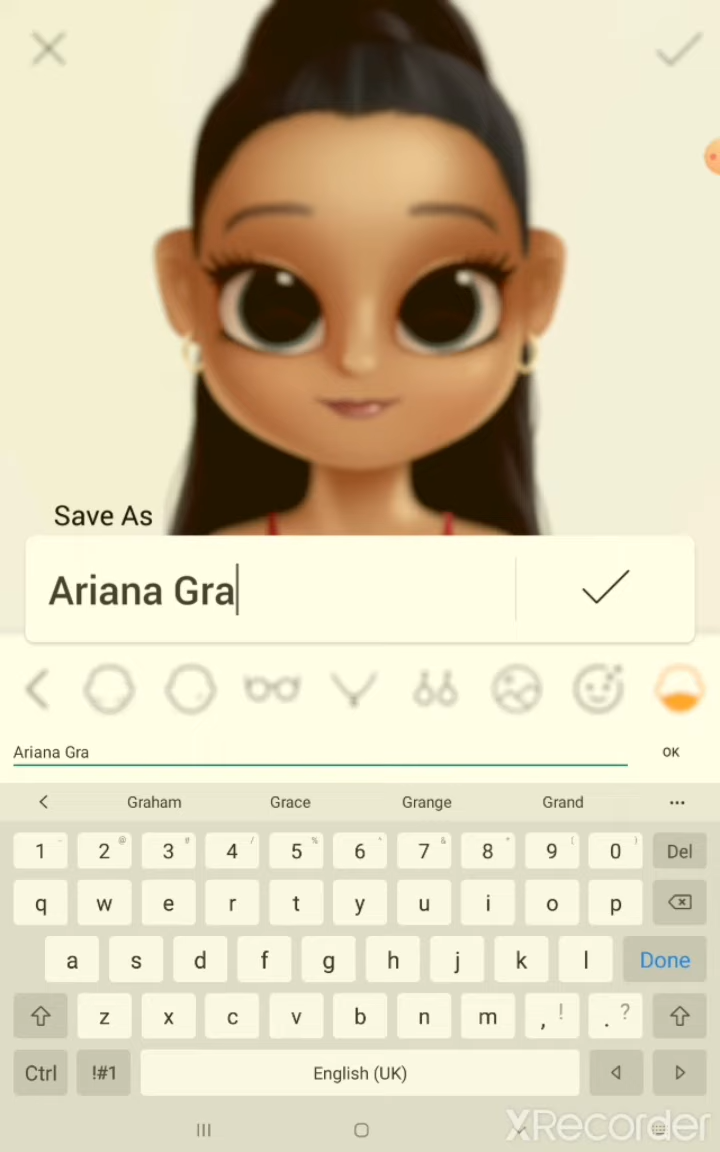 Save As
Ariana Gra
Ariana Gra OK
Graham Grace Grange Grand ...
1 - 2 @ 3 # 4 / 5 % 6 ^ 7 & 8 * 9 ( 0 ) Del
q w e r t y u i o p
a s d f g h j k l Done
z x c v b n m , ! . ?
Ctrl !#1 English (UK)
XRecorder